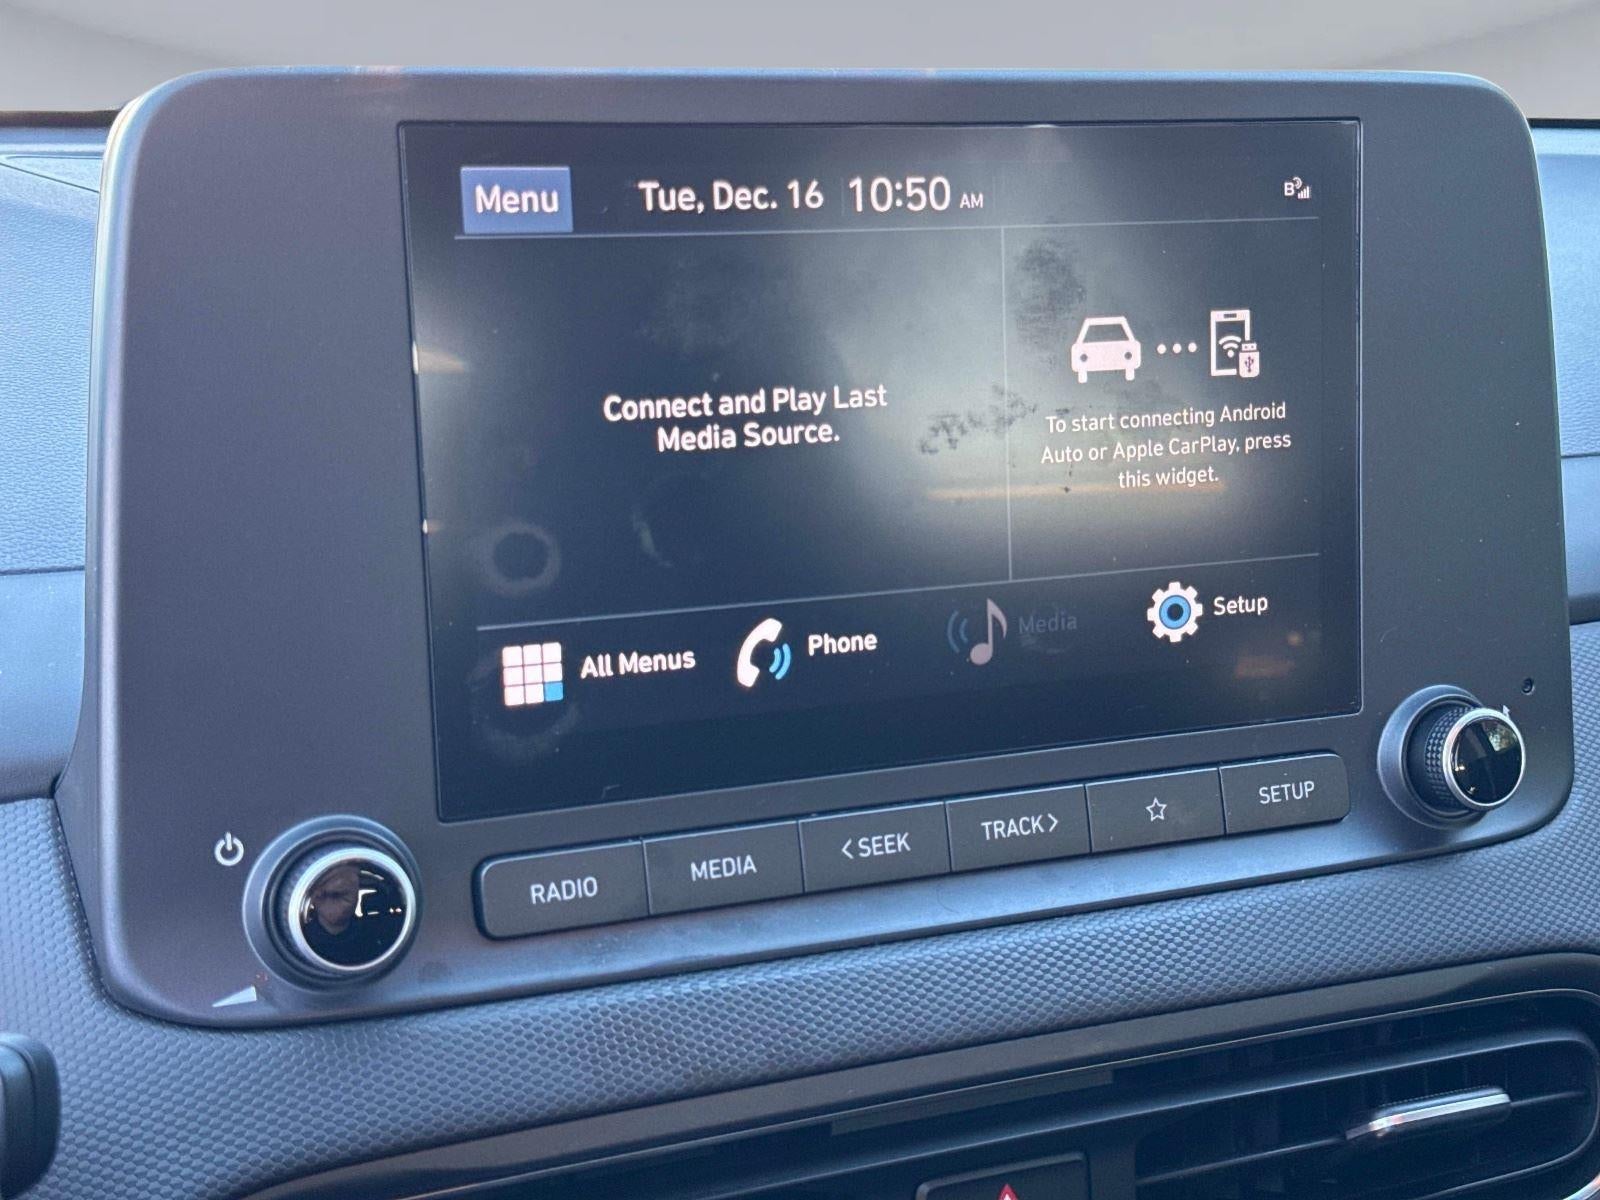 Menu
Tue, Dec. 16 10:50 AM
B
Connect and Play Last
Media Source.
To start connecting Android
Auto or Apple CarPlay, press
this widget.
All Menus
Phone
Media
Setup
RADIO
MEDIA
<SEEK
TRACK>
SETUP